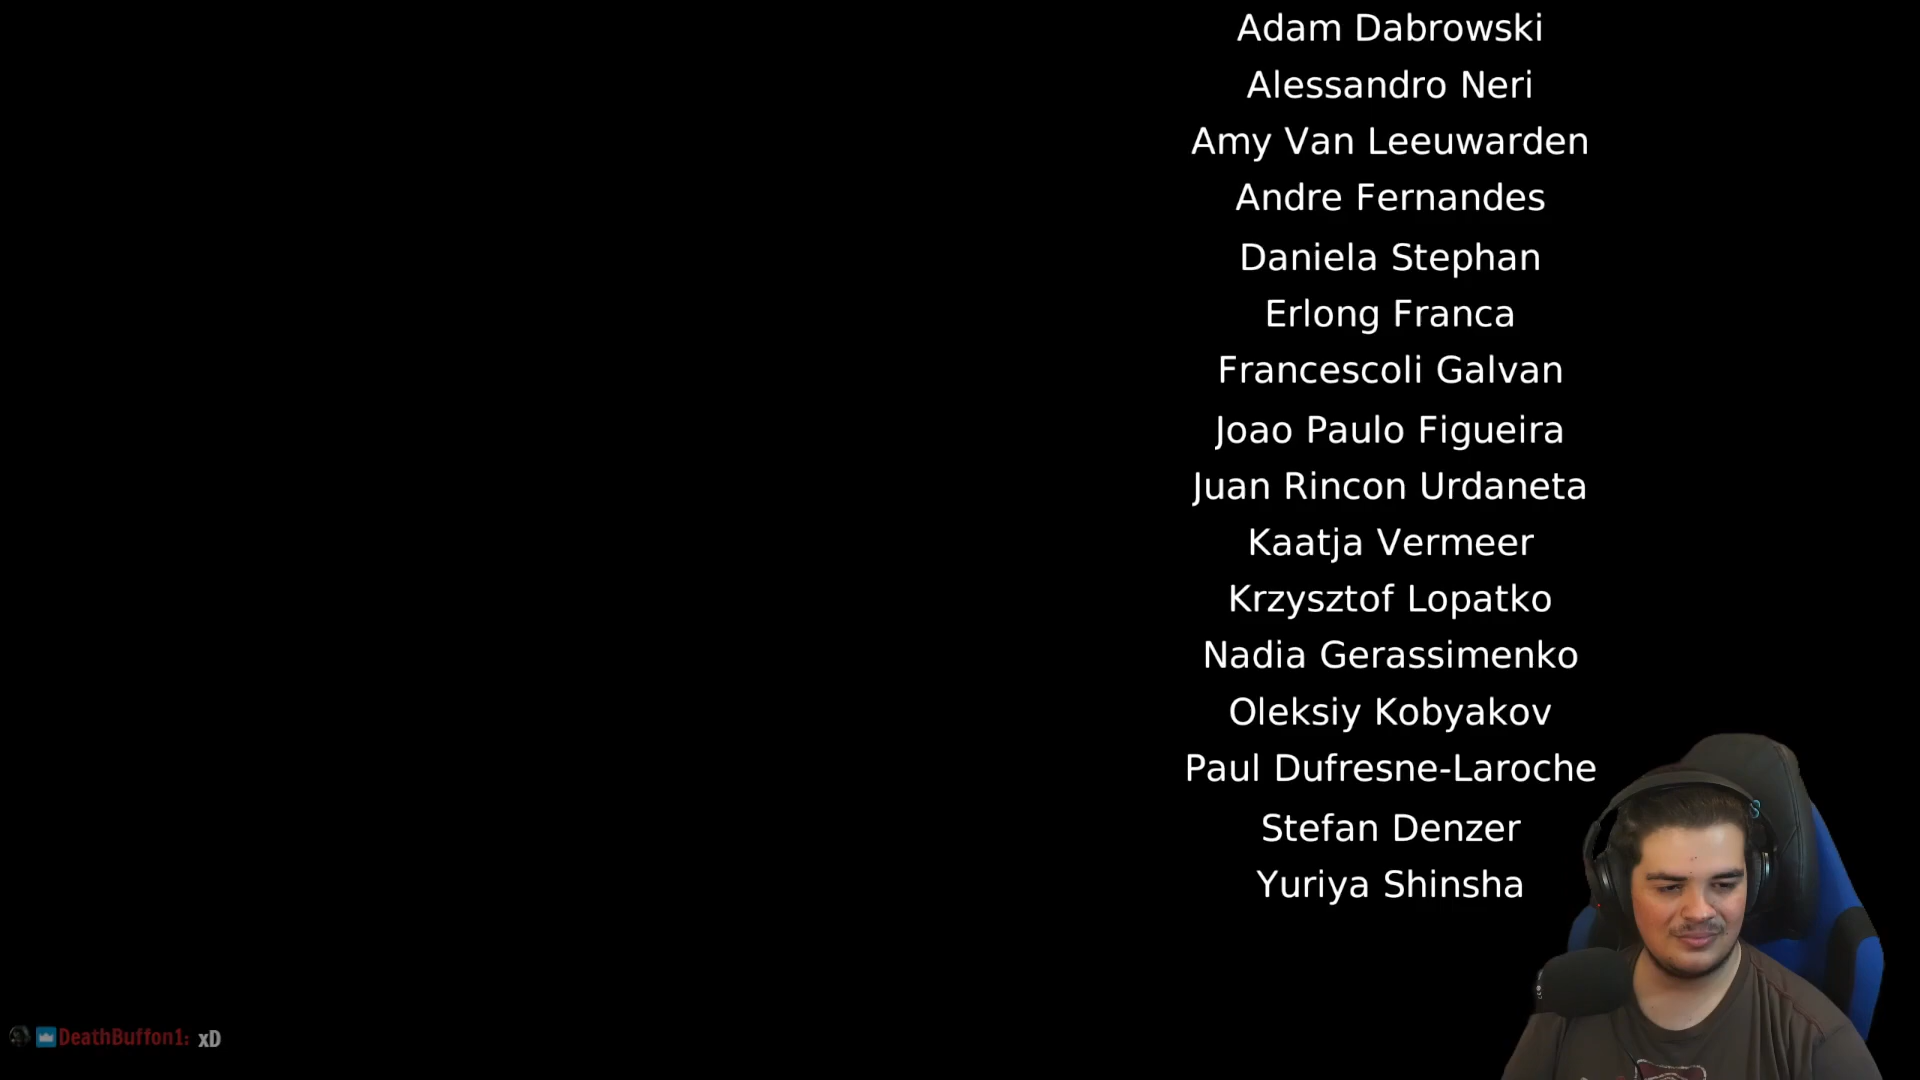 Adam Dabrowski
Alessandro Neri
Amy Van Leeuwarden
Andre Fernandes
Daniela Stephan
Erlong Franca
Francescoli Galvan
Joao Paulo Figueira
Juan Rincon Urdaneta
Kaatja Vermeer
Krzysztof Lopatko
Nadia Gerassimenko
Oleksiy Kobyakov
Paul Dufresne-Laroche
Stefan Denzer
Yuriya Shinsha
DeathBuffon1: xD